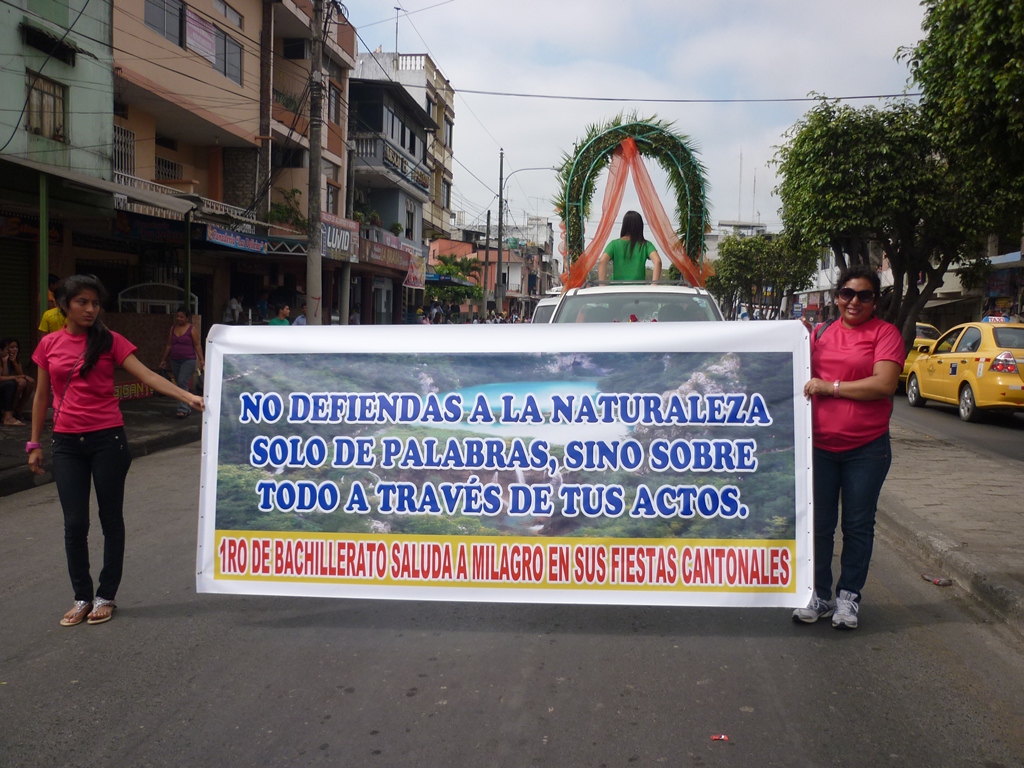 NO DEFIENDAS A LA NATURALEZA
SOLO DE PALABRAS, SINO SOBRE
TODO A TRAVÉS DE TUS ACTOS.
1RO DE BACHILLERATO SALUDA A MILAGRO EN SUS FIESTAS CANTONALES
TAXI